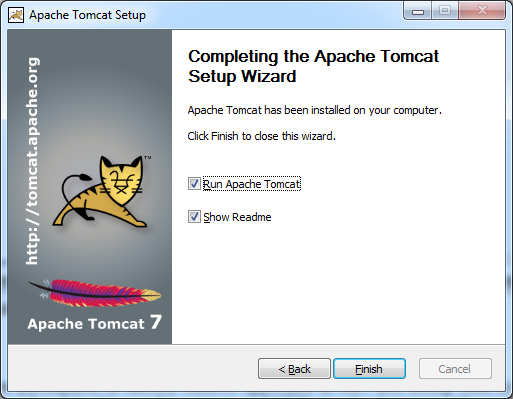 Apache Tomcat Setup
http://tomcat.apache.org
TM
Apache Tomcat 7
Completing the Apache Tomcat
Setup Wizard
Apache Tomcat has been installed on your computer.
Click Finish to close this wizard.
Run Apache Tomcat
Show Readme
< Back
Finish
Cancel